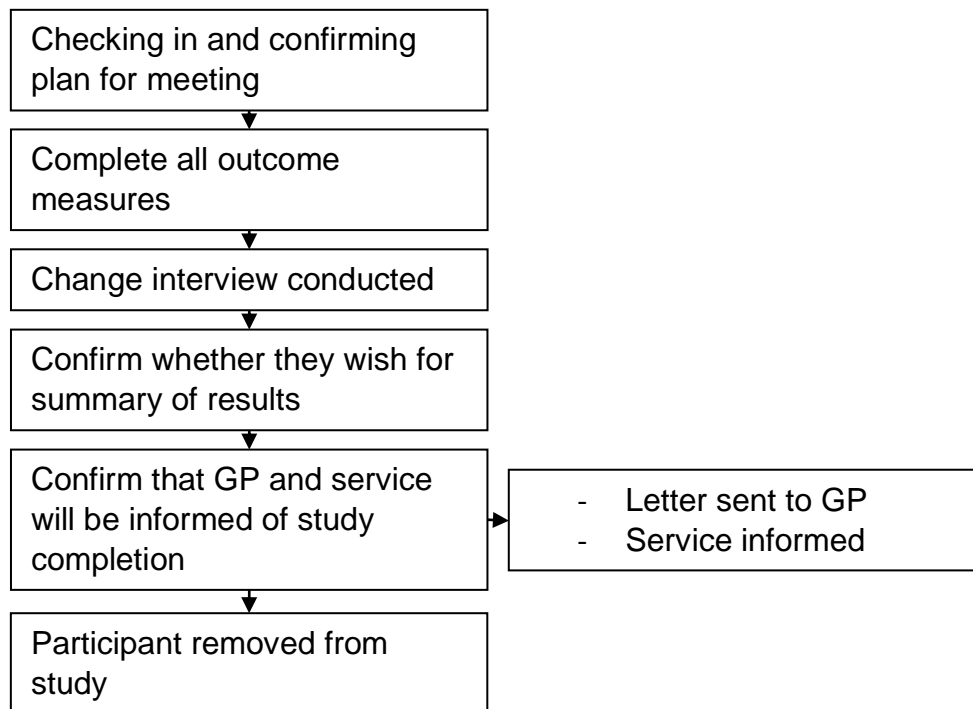 Checking in and confirming
plan for meeting
Complete all outcome
measures
Change interview conducted
Confirm whether they wish for
summary of results
Confirm that GP and service
will be informed of study
completion
- Letter sent to GP
- Service informed
Participant removed from
study